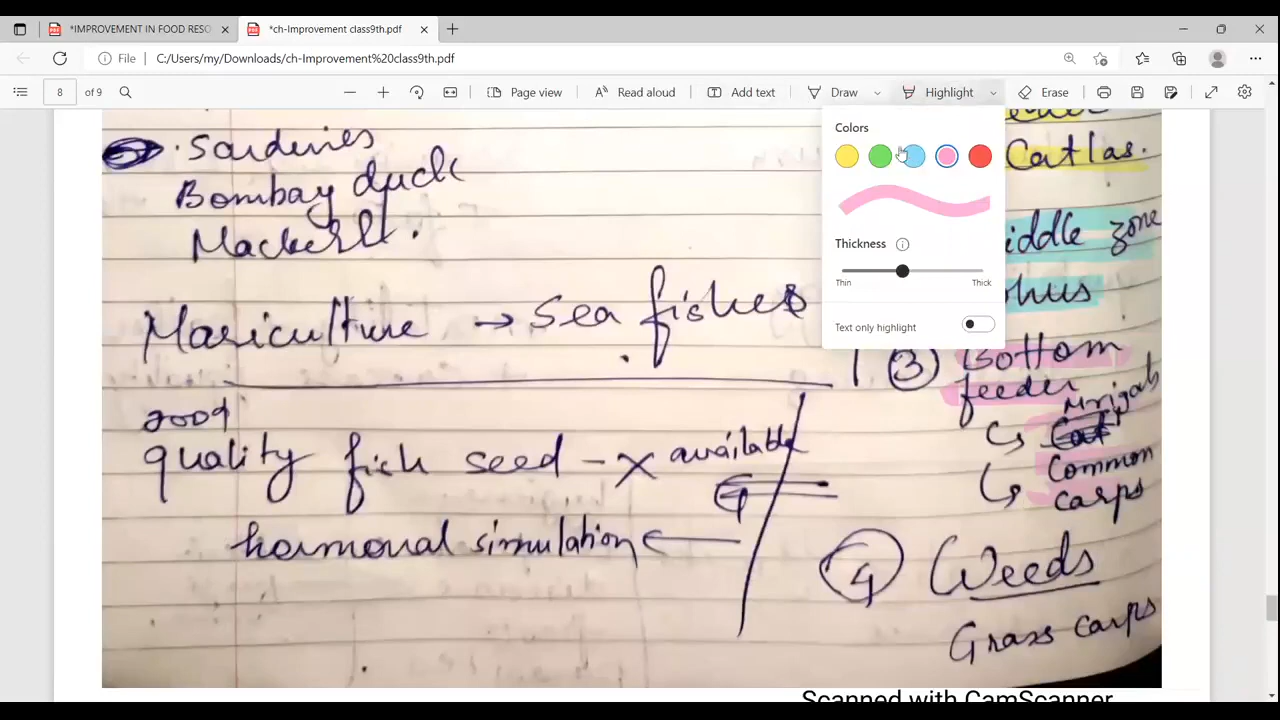 *IMPROVEMENT IN FOOD RESO
*ch-Improvement class9th.pdf
File C:/Users/my/Downloads/ch-Improvement%20class9th.pdf
8 of 9 Page view Read aloud Add text Draw Highlight Erase
Colors
Thickness
Thin Thick
Text only highlight
Sarderies
Bombay duck
Mackerel.
Mariculture → Sea fishes
good
quality fish seed - X available
hormonal simulation ←
Catlas.
iddle zone
ohus
③ Bottom
feeder
Mrigals
Common
carps
④ Weeds
Grass carps
Scanned with CamScanner